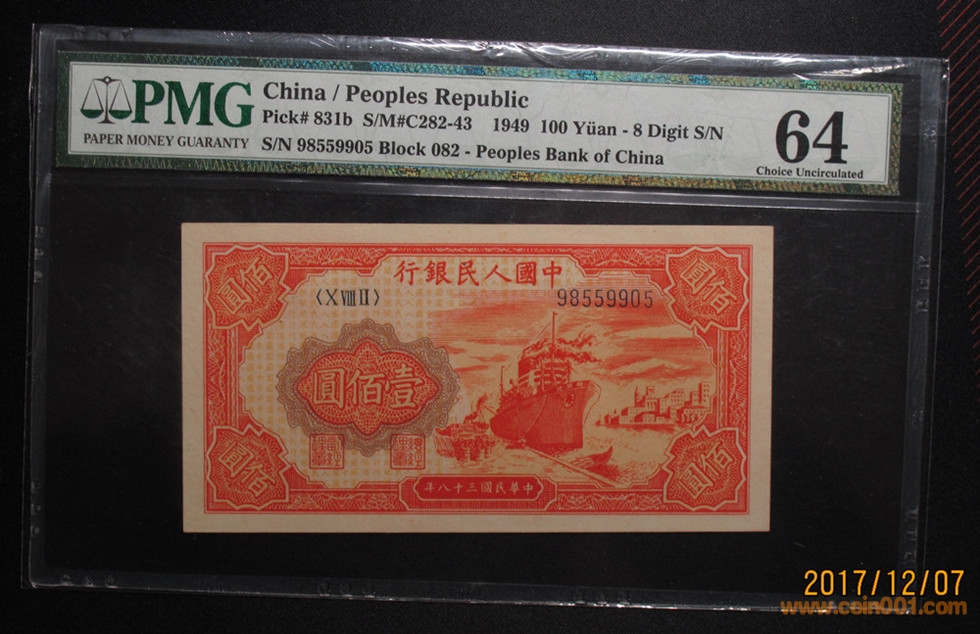 PMG
PAPER MONEY GUARANTY
China / Peoples Republic
Pick# 831b S/M#C282-43 1949 100 Yüan - 8 Digit S/N
S/N 98559905 Block 082 - Peoples Bank of China
64
Choice Uncirculated
圓佰
行銀民人國中
圓佰
〈X VIII II〉
98559905
圓佰壹
圓佰
年八十三國民華中
圓佰
2017/12/07
www.coin001.com